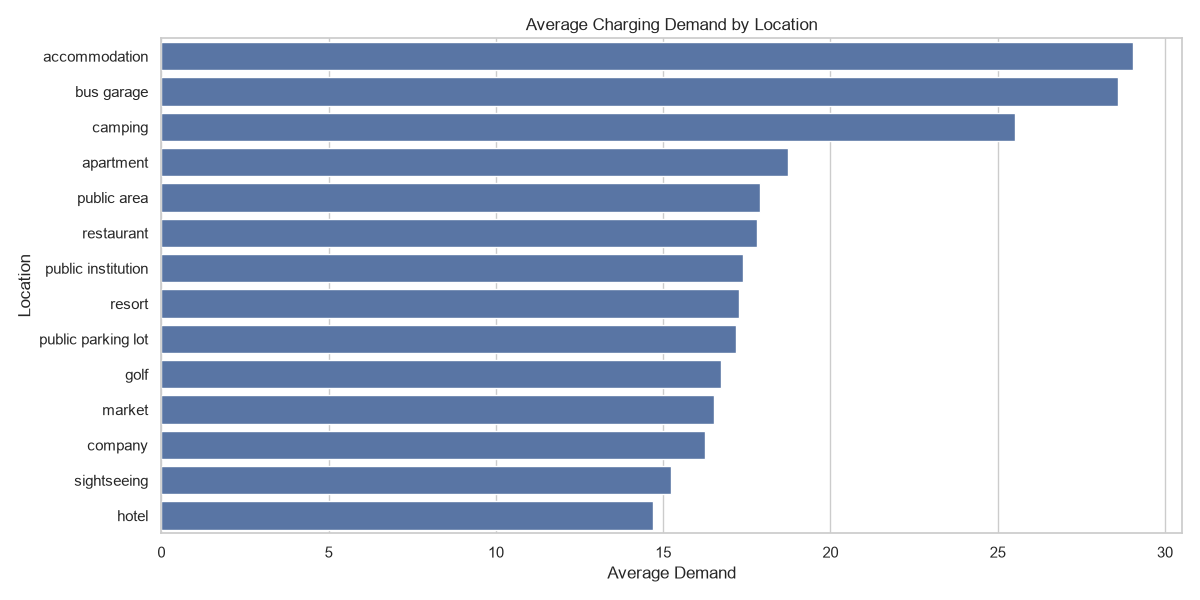 Average Charging Demand by Location
Location
accommodation
bus garage
camping
apartment
public area
restaurant
public institution
resort
public parking lot
golf
market
company
sightseeing
hotel
0 5 10 15 20 25 30
Average Demand